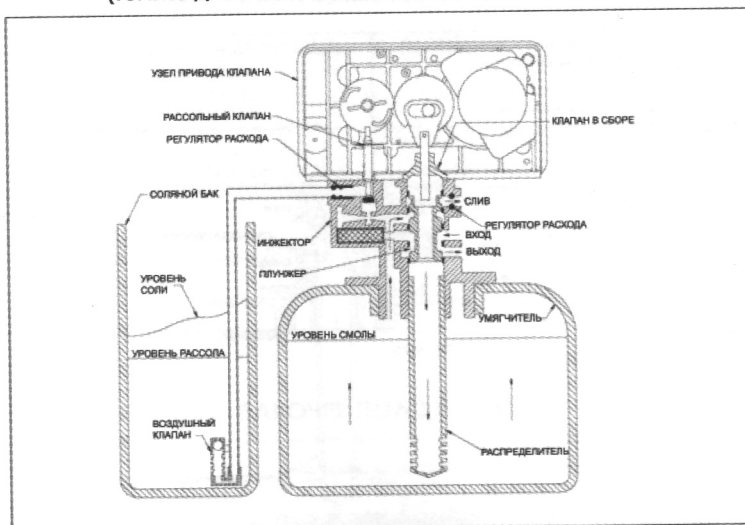 УЗЕЛ ПРИВОДА КЛАПАНА
РАССОЛЬНЫЙ КЛАПАН
КЛАПАН В СБОРЕ
РЕГУЛЯТОР РАСХОДА
СОЛЯНОЙ БАК
СЛИВ
РЕГУЛЯТОР РАСХОДА
ВХОД
ИНЖЕКТОР
ВЫХОД
ПЛУНЖЕР
УРОВЕНЬ
СОЛИ
УМЯГЧИТЕЛЬ
УРОВЕНЬ СМОЛЫ
УРОВЕНЬ РАССОЛА
ВОЗДУШНЫЙ
КЛАПАН
РАСПРЕДЕЛИТЕЛЬ